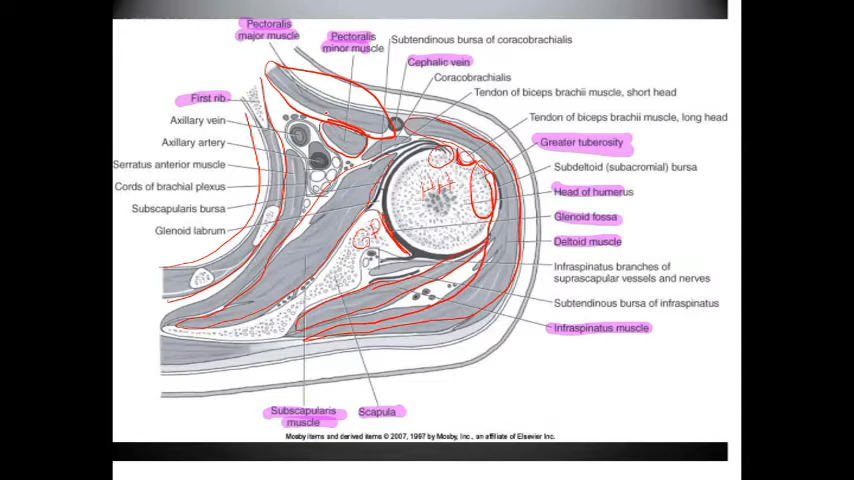 Pectoralis
major muscle
Pectoralis
minor muscle
Subtendinous bursa of coracobrachialis
Cephalic vein
Coracobrachialis
First rib
Tendon of biceps brachii muscle, short head
Axillary vein
Tendon of biceps brachii muscle, long head
Axillary artery
Greater tuberosity
Serratus anterior muscle
Subdeltoid (subacromial) bursa
Cords of brachial plexus
Head of humerus
Subscapularis bursa
Glenoid fossa
Glenoid labrum
Deltoid muscle
Infraspinatus branches of
suprascapular vessels and nerves
Subtendinous bursa of infraspinatus
Infraspinatus muscle
Subscapularis
muscle
Scapula
Mosby items and derived items © 2007, 1997 by Mosby, Inc., an affiliate of Elsevier Inc.